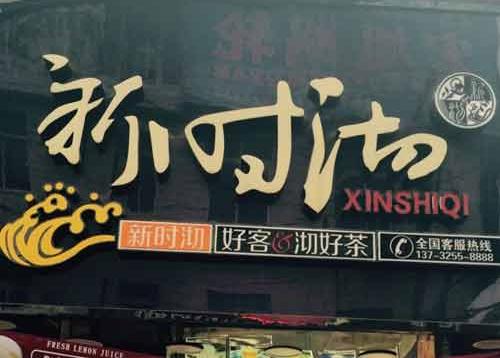 新时沏
XINSHIQI
新时沏 好客&沏好茶 全国客服热线
137-3255-8888
FRESH LEMON JUICE